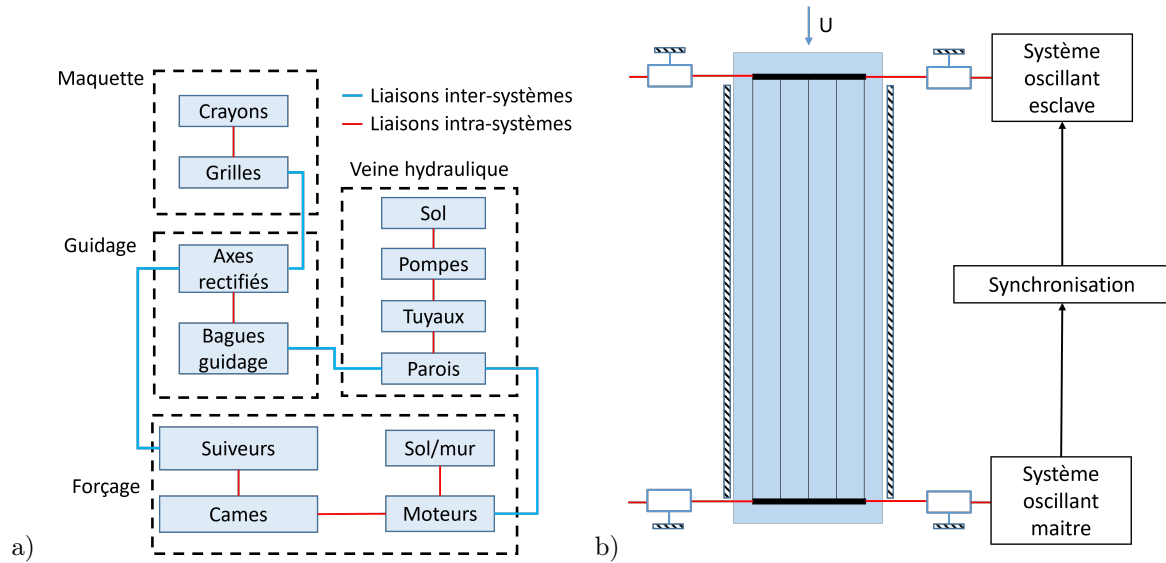 Maquette
Crayons
Grilles
Liaisons inter-systèmes
Liaisons intra-systèmes
Veine hydraulique
Sol
Pompes
Tuyaux
Parois
Guidage
Axes
rectifiés
Bagues
guidage
Forçage
Suiveurs
Sol/mur
Cames
Moteurs
a)
U
Système
oscillant
esclave
Synchronisation
Système
oscillant
maitre
b)